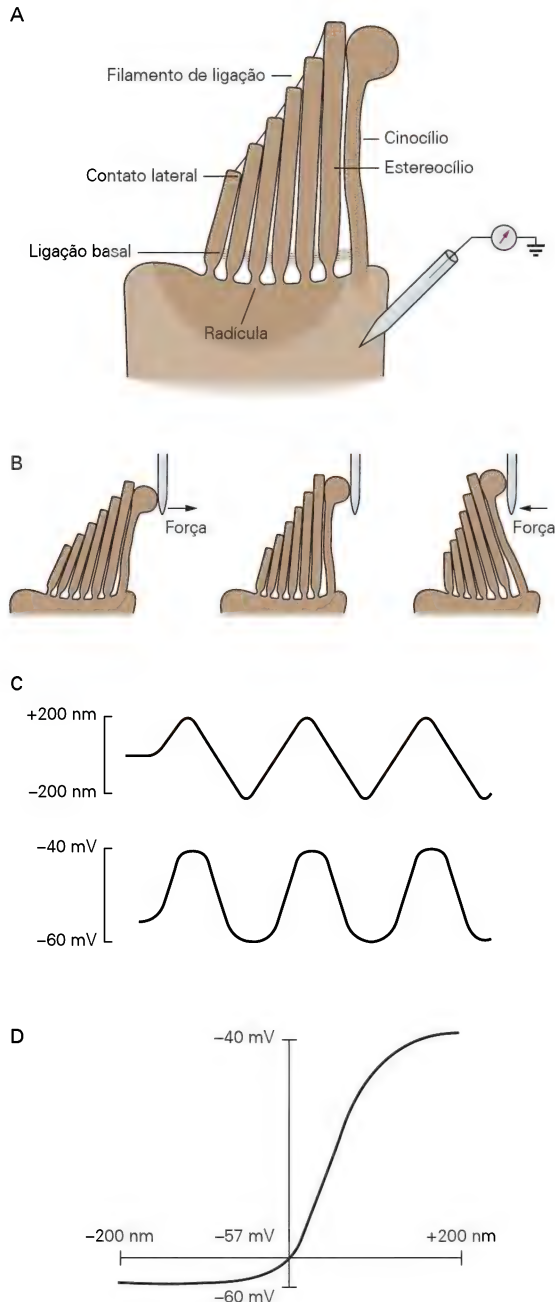 A
Filamento de ligação
Cinocílio
Estereocílio
Contato lateral
Ligação basal
Radícula
B
Força
Força
C
+200 nm
–200 nm
–40 mV
–60 mV
D
–40 mV
–200 nm
–57 mV
+200 nm
–60 mV